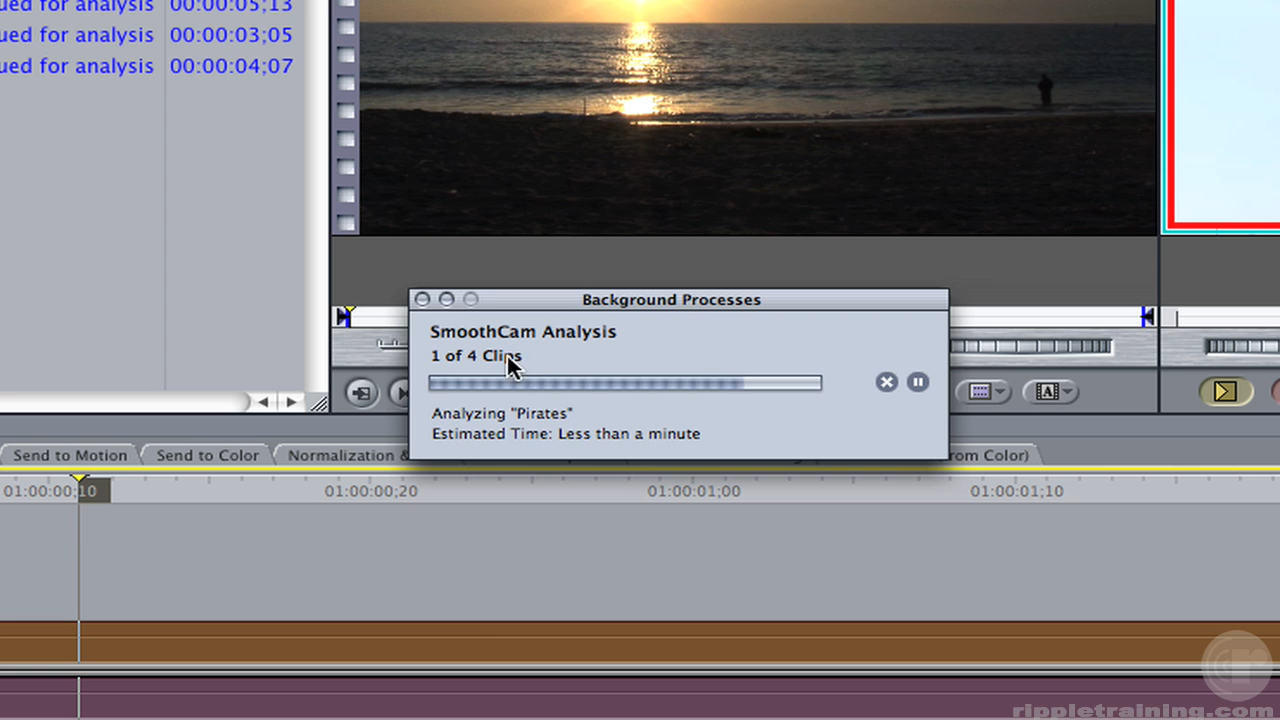 ued for analysis 00:00:05;13
ued for analysis 00:00:03;05
ued for analysis 00:00:04;07
Background Processes
SmoothCam Analysis
1 of 4 Clips
Analyzing "Pirates"
Estimated Time: Less than a minute
Send to Motion Send to Color Normalization & rom Color)
01:00:00;10 01:00:00;20 01:00:01;00 01:00:01;10
rippletraining.com